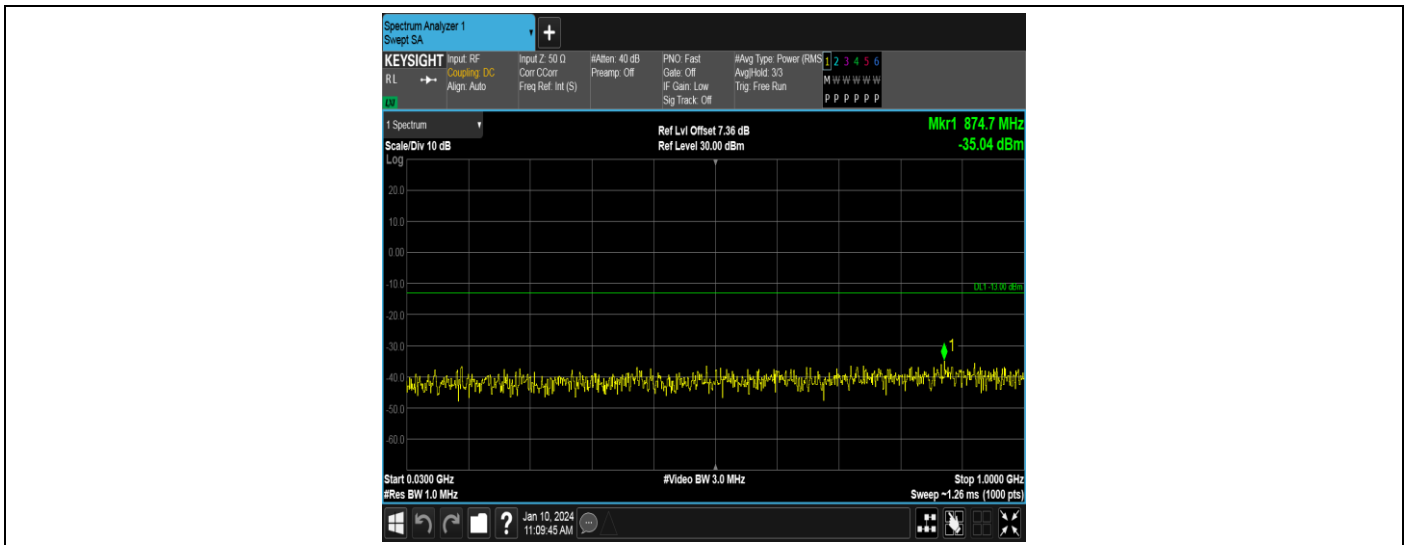 Spectrum Analyzer 1
Swept SA
+
KEYSIGHT
RL
LXI
Input: RF
Coupling: DC
Align: Auto
Input Z: 50 Ω
Corr CCorr
Freq Ref: Int (S)
#Atten: 40 dB
Preamp: Off
PNO: Fast
Gate: Off
IF Gain: Low
Sig Track: Off
#Avg Type: Power (RMS
Avg|Hold: 3/3
Trig: Free Run
1 2 3 4 5 6
M W W W W W
P P P P P P
1 Spectrum
Scale/Div 10 dB
Ref Lvl Offset 7.36 dB
Ref Level 30.00 dBm
Mkr1 874.7 MHz
-35.04 dBm
Log
20.0
10.0
0.00
-10.0
DL1 -13.00 dBm
-20.0
-30.0
1
-40.0
-50.0
-60.0
Start 0.0300 GHz
#Res BW 1.0 MHz
#Video BW 3.0 MHz
Stop 1.0000 GHz
Sweep ~1.26 ms (1000 pts)
?
Jan 10, 2024
11:09:45 AM